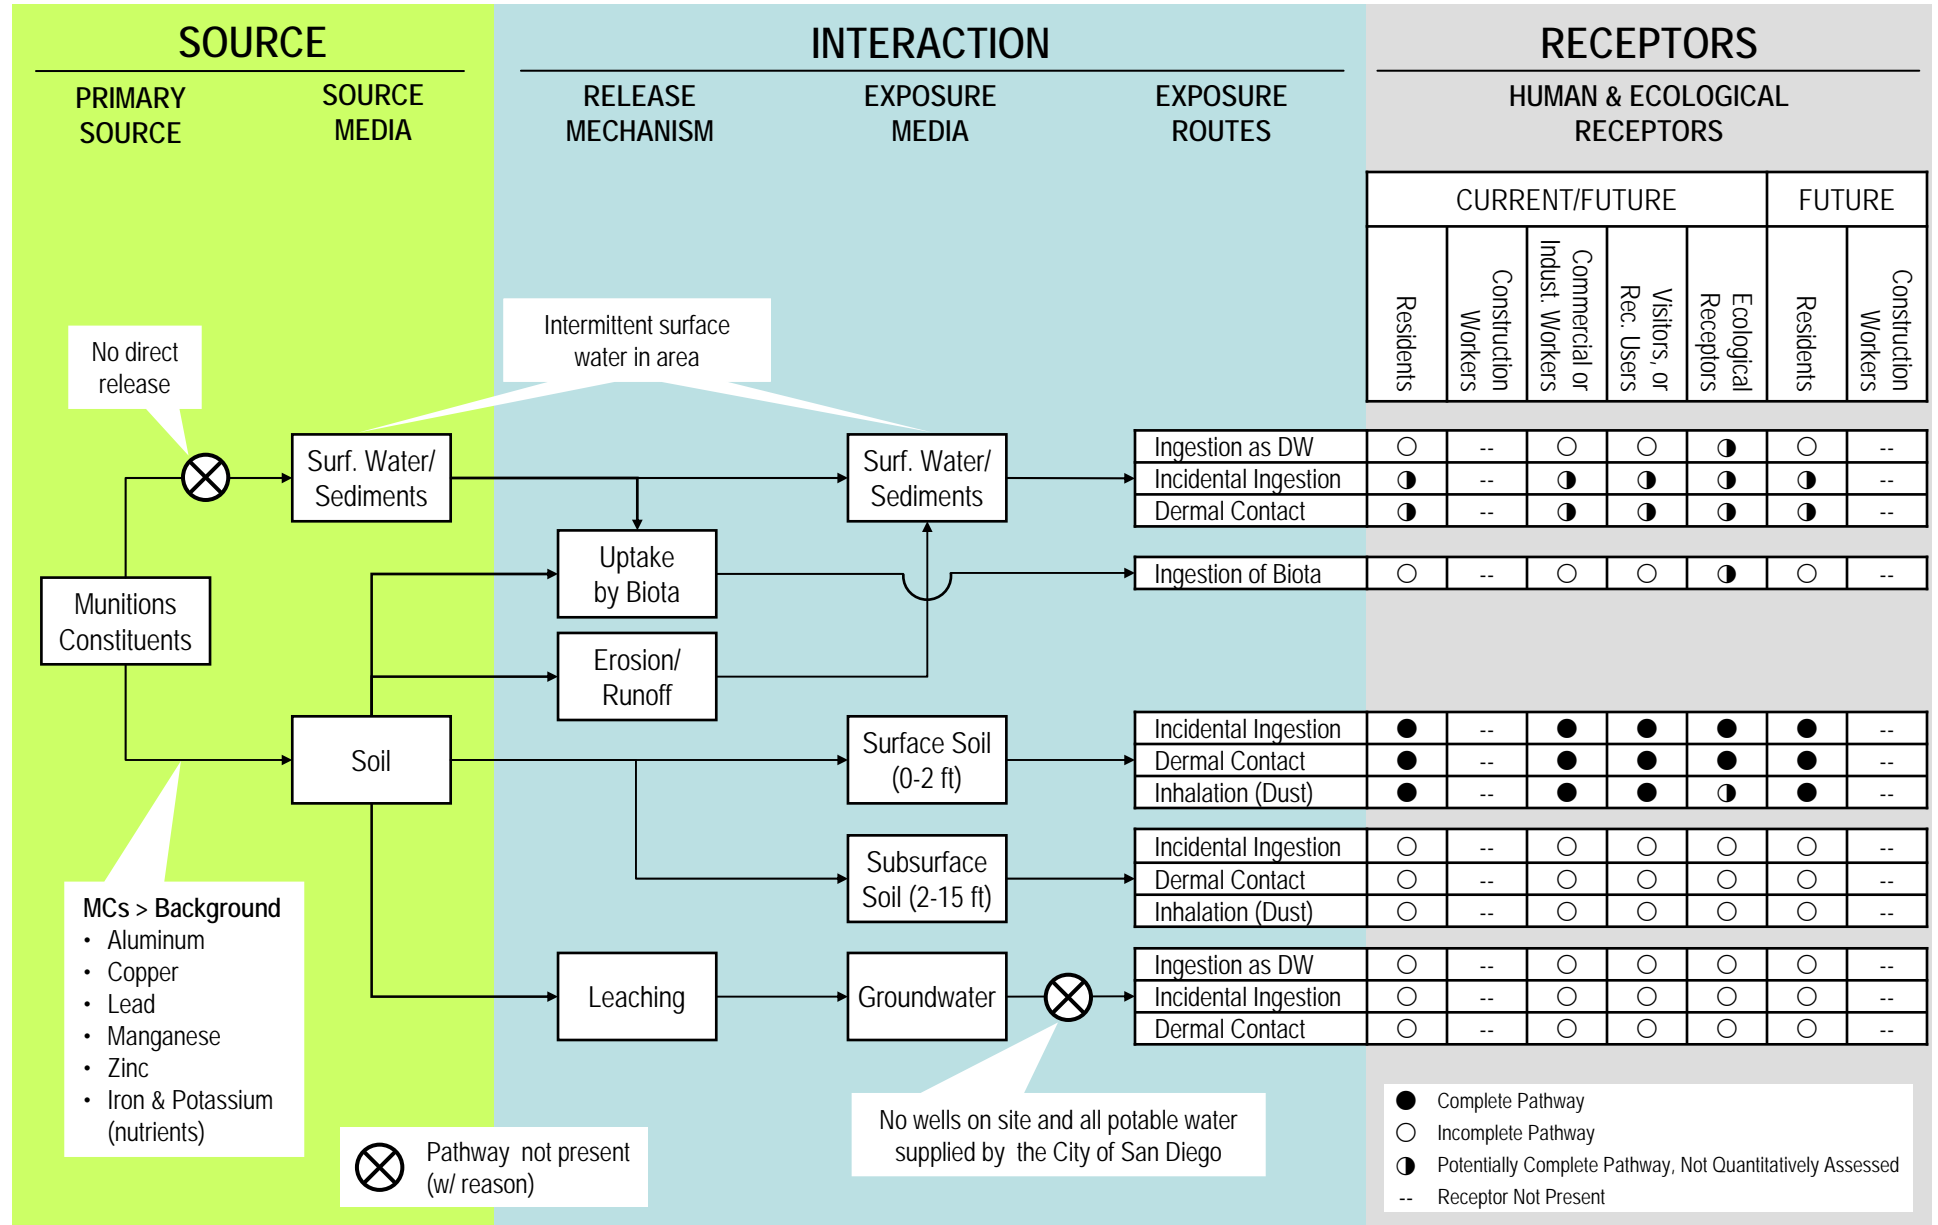 SOURCE
INTERACTION
RECEPTORS
PRIMARY
SOURCE
SOURCE
MEDIA
RELEASE
MECHANISM
EXPOSURE
MEDIA
EXPOSURE
ROUTES
HUMAN & ECOLOGICAL
RECEPTORS
CURRENT/FUTURE
FUTURE
Residents
Construction
Workers
Commercial or
Indust. Workers
Visitors, or
Rec. Users
Ecological
Receptors
Residents
Construction
Workers
No direct
release
Intermittent surface
water in area
Surf. Water/
Sediments
Surf. Water/
Sediments
Ingestion as DW ○ -- ○ ○ ◑ ○ --
Incidental Ingestion ◑ -- ◑ ◑ ◑ ◑ --
Dermal Contact ◑ -- ◑ ◑ ◑ ◑ --
Uptake
by Biota
Ingestion of Biota ○ -- ○ ○ ◑ ○ --
Munitions
Constituents
Erosion/
Runoff
Soil
Surface Soil
(0-2 ft)
Incidental Ingestion ● -- ● ● ● ● --
Dermal Contact ● -- ● ● ● ● --
Inhalation (Dust) ● -- ● ● ◑ ● --
Subsurface
Soil (2-15 ft)
Incidental Ingestion ○ -- ○ ○ ○ ○ --
Dermal Contact ○ -- ○ ○ ○ ○ --
Inhalation (Dust) ○ -- ○ ○ ○ ○ --
Leaching
Groundwater
Ingestion as DW ○ -- ○ ○ ○ ○ --
Incidental Ingestion ○ -- ○ ○ ○ ○ --
Dermal Contact ○ -- ○ ○ ○ ○ --
MCs > Background
• Aluminum
• Copper
• Lead
• Manganese
• Zinc
• Iron & Potassium
(nutrients)
Pathway not present
(w/ reason)
No wells on site and all potable water
supplied by the City of San Diego
● Complete Pathway
○ Incomplete Pathway
◑ Potentially Complete Pathway, Not Quantitatively Assessed
-- Receptor Not Present